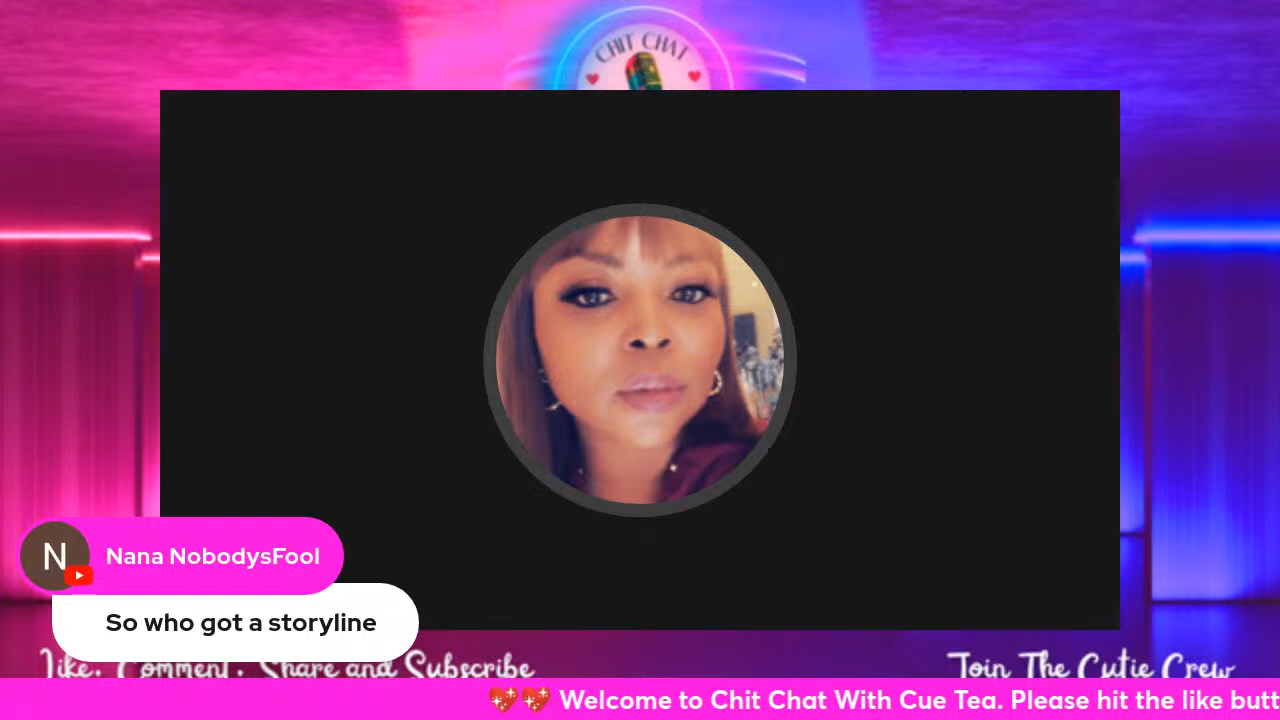 CHIT CHAT
N
Nana NobodysFool
So who got a storyline
Like. Comment. Share and Subscribe
Join The Cutie Crew
Welcome to Chit Chat With Cue Tea. Please hit the like butt